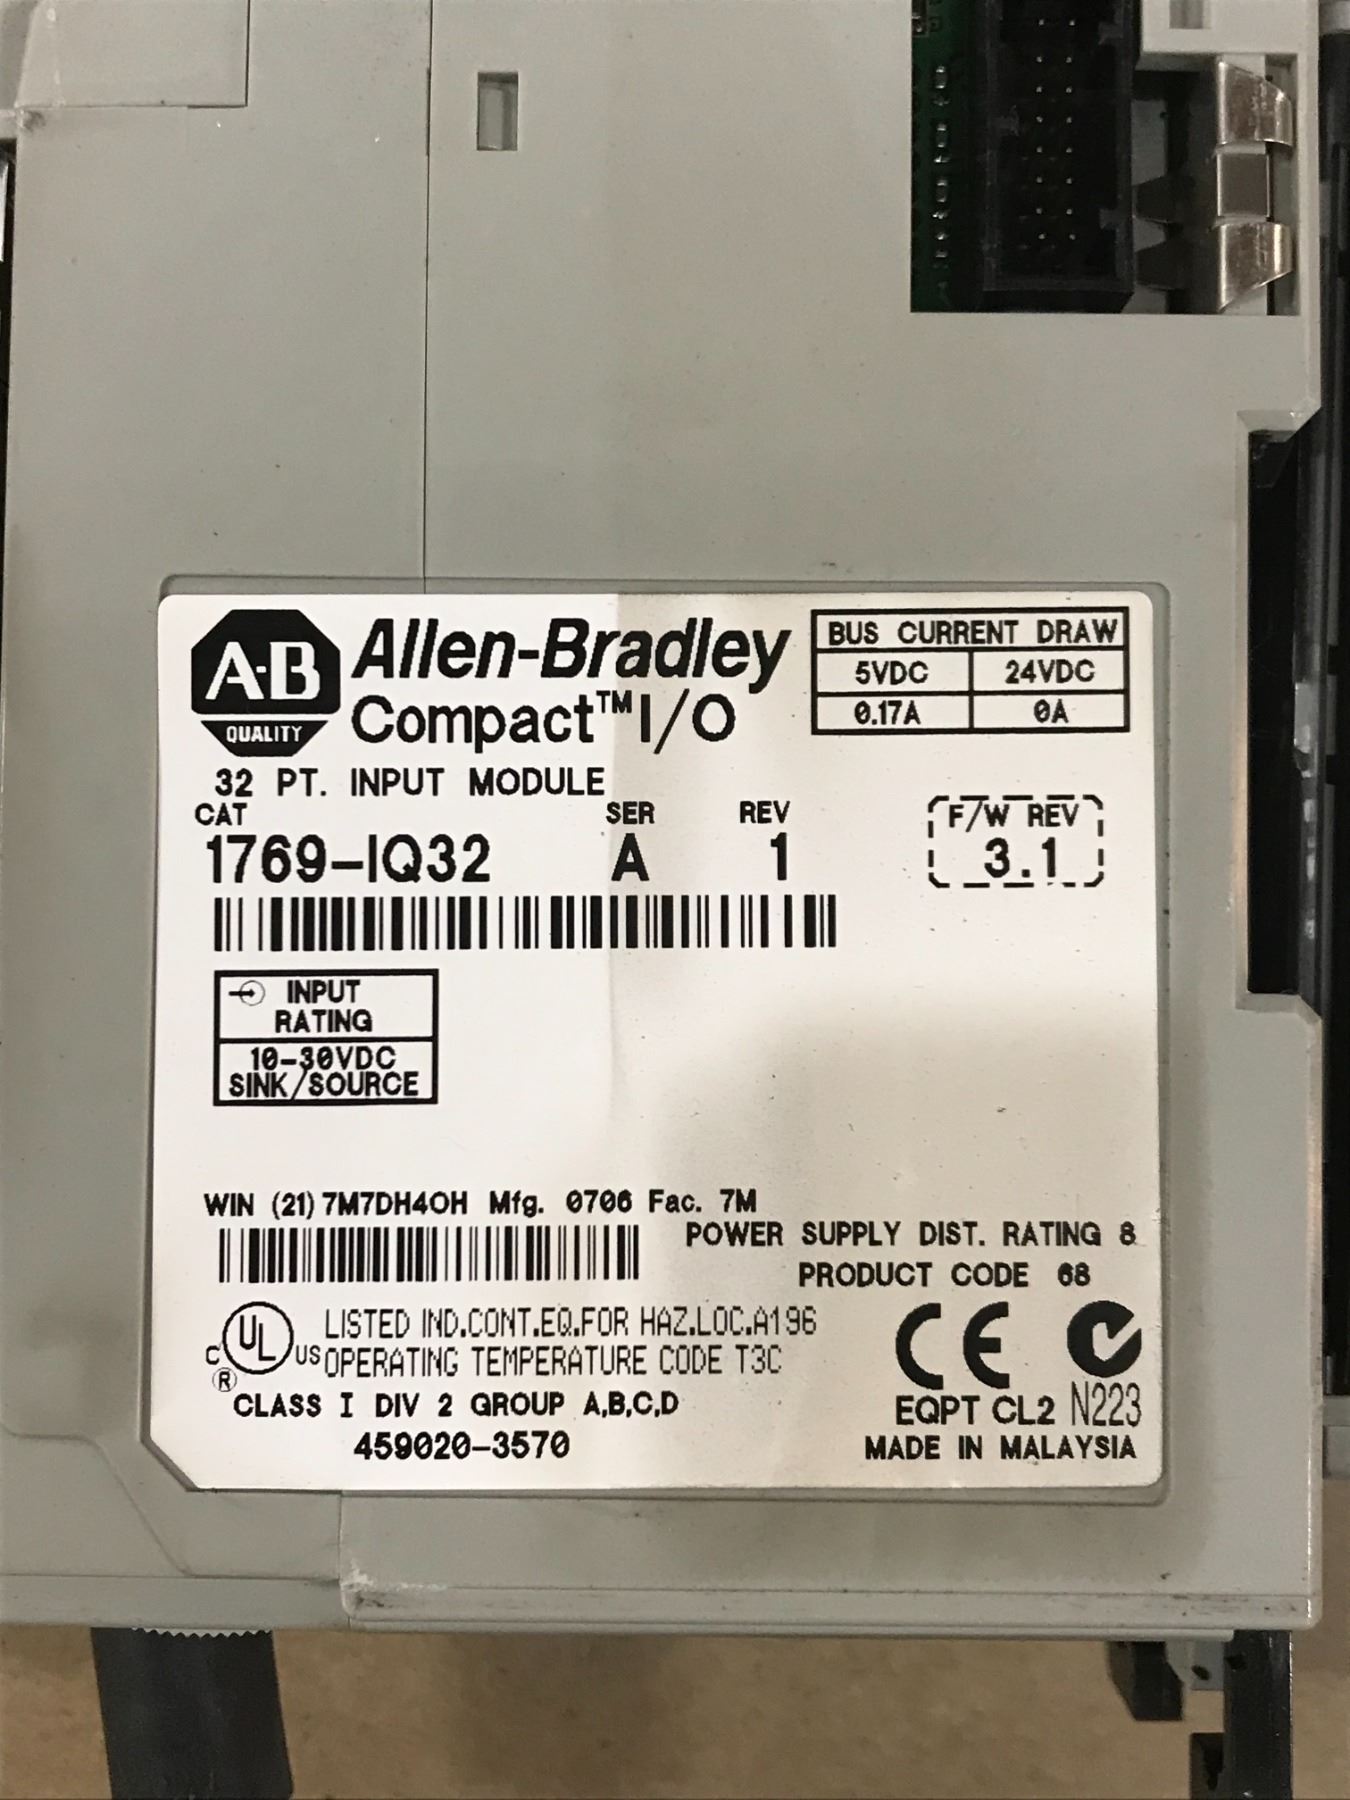 A-B
QUALITY
Allen-Bradley
Compact™ I/O
BUS CURRENT DRAW
5VDC 24VDC
0.17A 0A
32 PT. INPUT MODULE
CAT SER REV
1769-IQ32 A 1
F/W REV
3.1
INPUT
RATING
10-30VDC
SINK/SOURCE
WIN (21) 7M7DH4OH Mfg. 0706 Fac. 7M
POWER SUPPLY DIST. RATING 8
PRODUCT CODE 68
C UL US ®
LISTED IND.CONT.EQ.FOR HAZ.LOC.A196
OPERATING TEMPERATURE CODE T3C
CLASS I DIV 2 GROUP A,B,C,D
459020-3570
CE
EQPT CL2 N223
MADE IN MALAYSIA